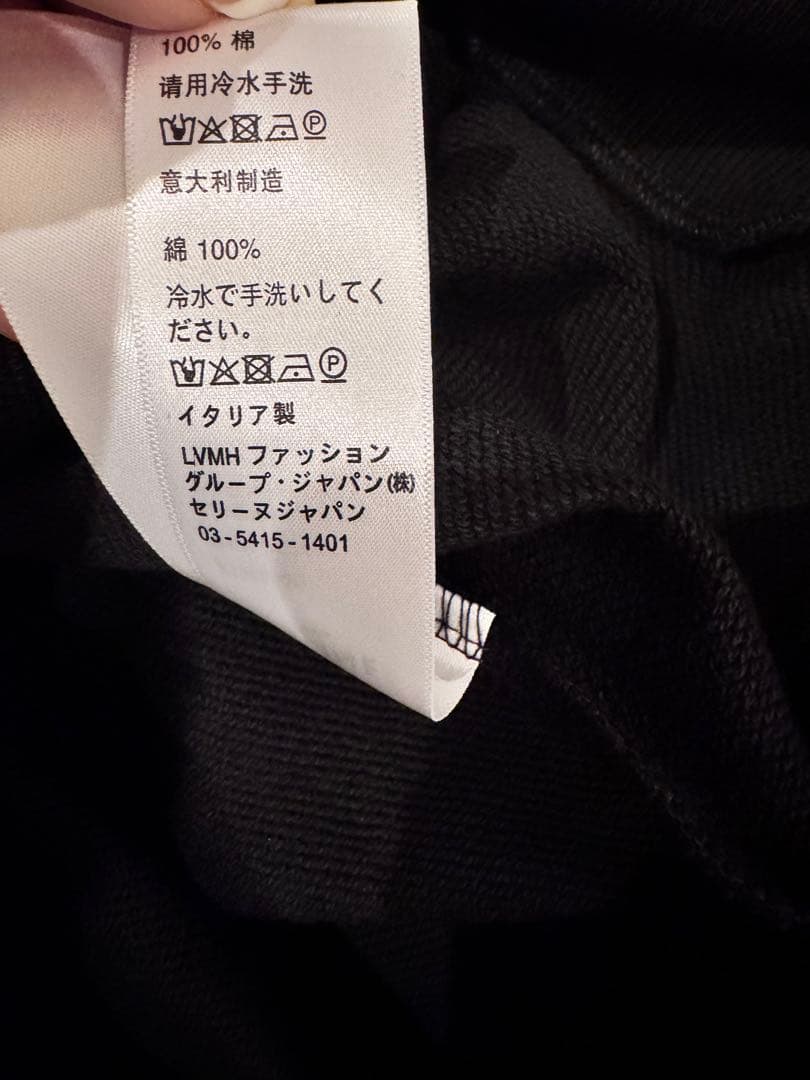 100% 棉
请用冷水手洗
P
意大利制造
綿 100%
冷水で手洗いしてく
ださい。
P
イタリア製
LVMH ファッション
グループ・ジャパン(株)
セリーヌジャパン
03-5415-1401